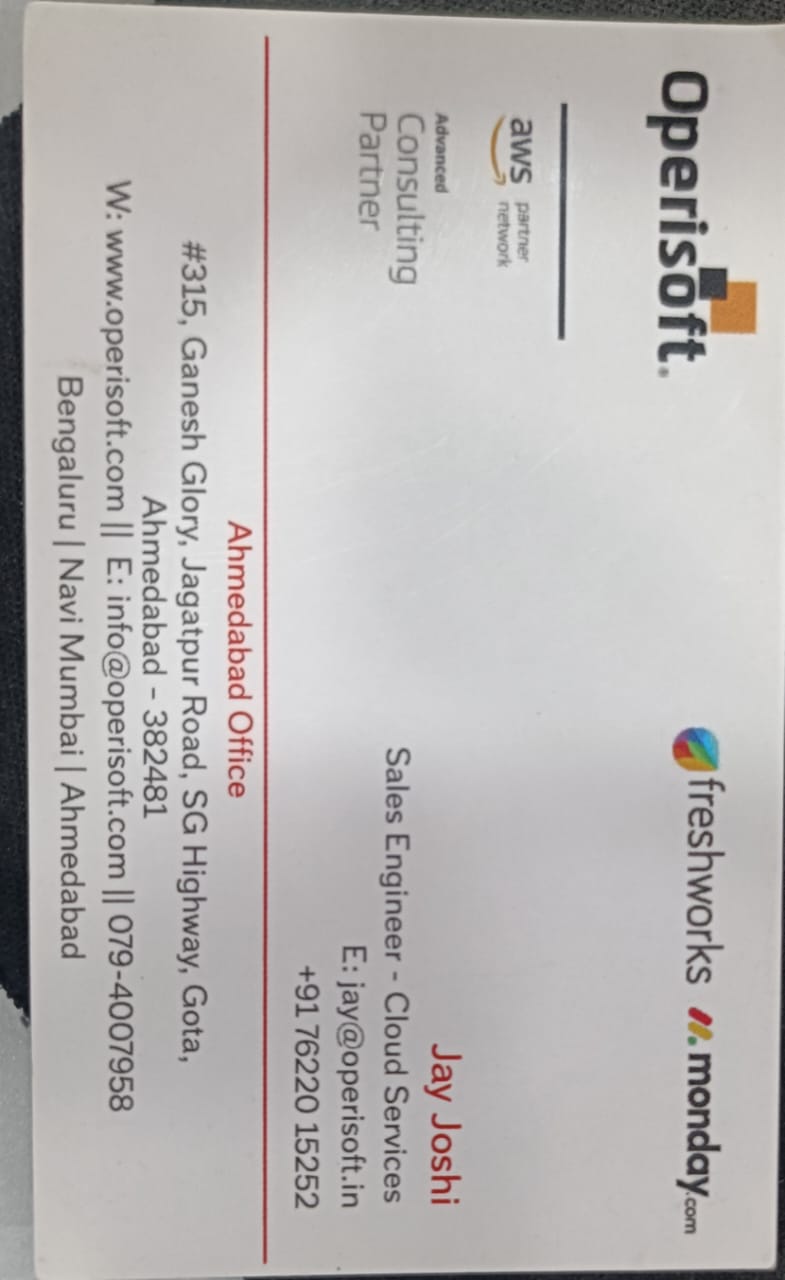 Operisoft®
freshworks monday.com
aws partner network
Advanced
Consulting
Partner
Jay Joshi
Sales Engineer - Cloud Services
E: jay@operisoft.in
+91 76220 15252
Ahmedabad Office
#315, Ganesh Glory, Jagatpur Road, SG Highway, Gota,
Ahmedabad - 382481
W: www.operisoft.com || E: info@operisoft.com || 079-4007958
Bengaluru | Navi Mumbai | Ahmedabad